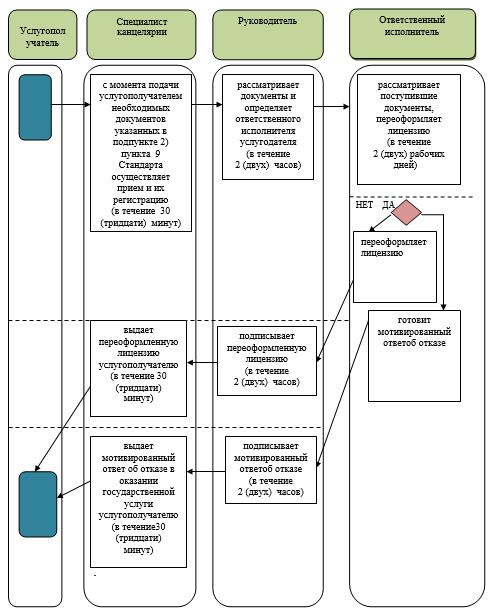 Услугопол
учатель
Специалист
канцелярии
Руководитель
Ответственный
исполнитель
с момента подачи
услугополучателем
необходимых
документов
указанных в
подпункте 2)
пункта 9
Стандарта
осуществляет
прием и их
регистрацию
(в течение 30
(тридцати) минут)
рассматривает
документы и
определяет
ответственного
исполнителя
услугодателя
(в течение
2 (двух) часов)
рассматривает
поступившие
документы,
переоформляет
лицензию
(в течение
2 (двух) рабочих
дней)
НЕТ ДА
переоформляет
лицензию
готовит
мотивированный
ответоб отказе
выдает
переоформленную
лицензию
услугополучателю
(в течение 30
(тридцати)
минут)
подписывает
переоформленную
лицензию
(в течение
2 (двух) часов)
выдает
мотивированный
ответ об отказе в
оказании
государственной
услуги
услугополучателю
(в течение30
(тридцати)
минут)
подписывает
мотивированный
ответоб отказе
(в течение
2 (двух) часов)